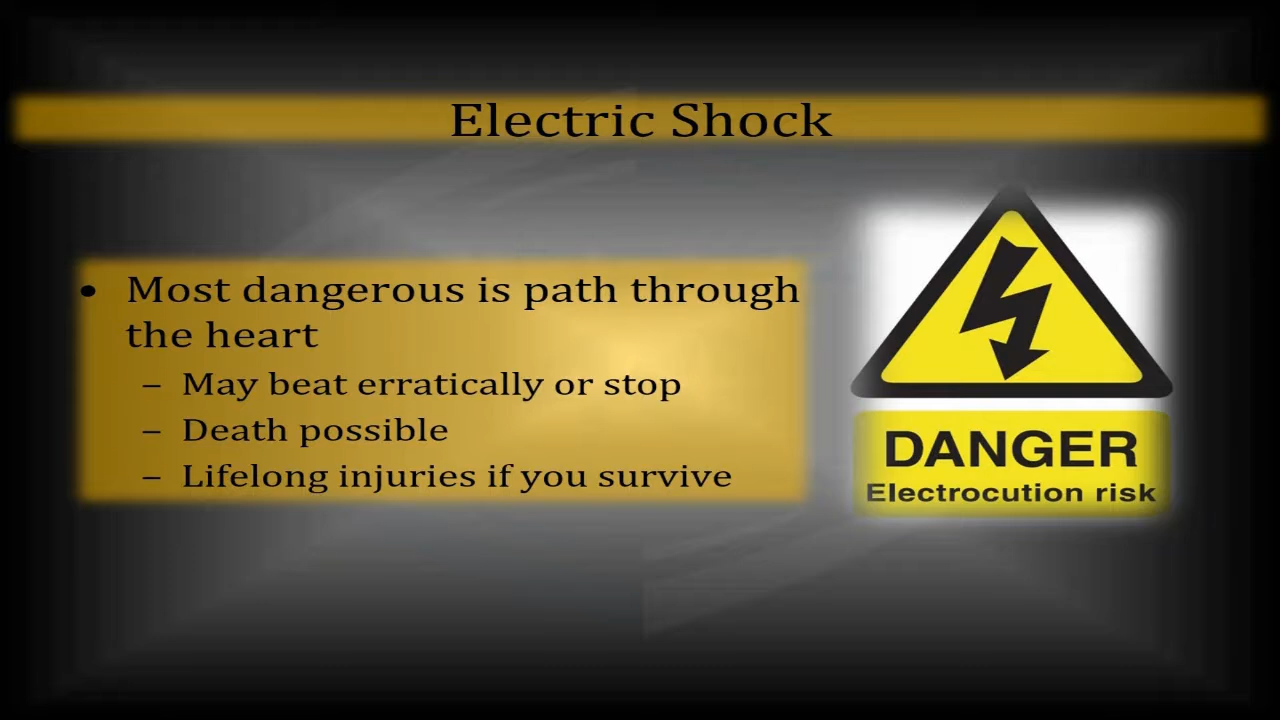 Electric Shock
• Most dangerous is path through
the heart
– May beat erratically or stop
– Death possible
– Lifelong injuries if you survive
DANGER
Electrocution risk